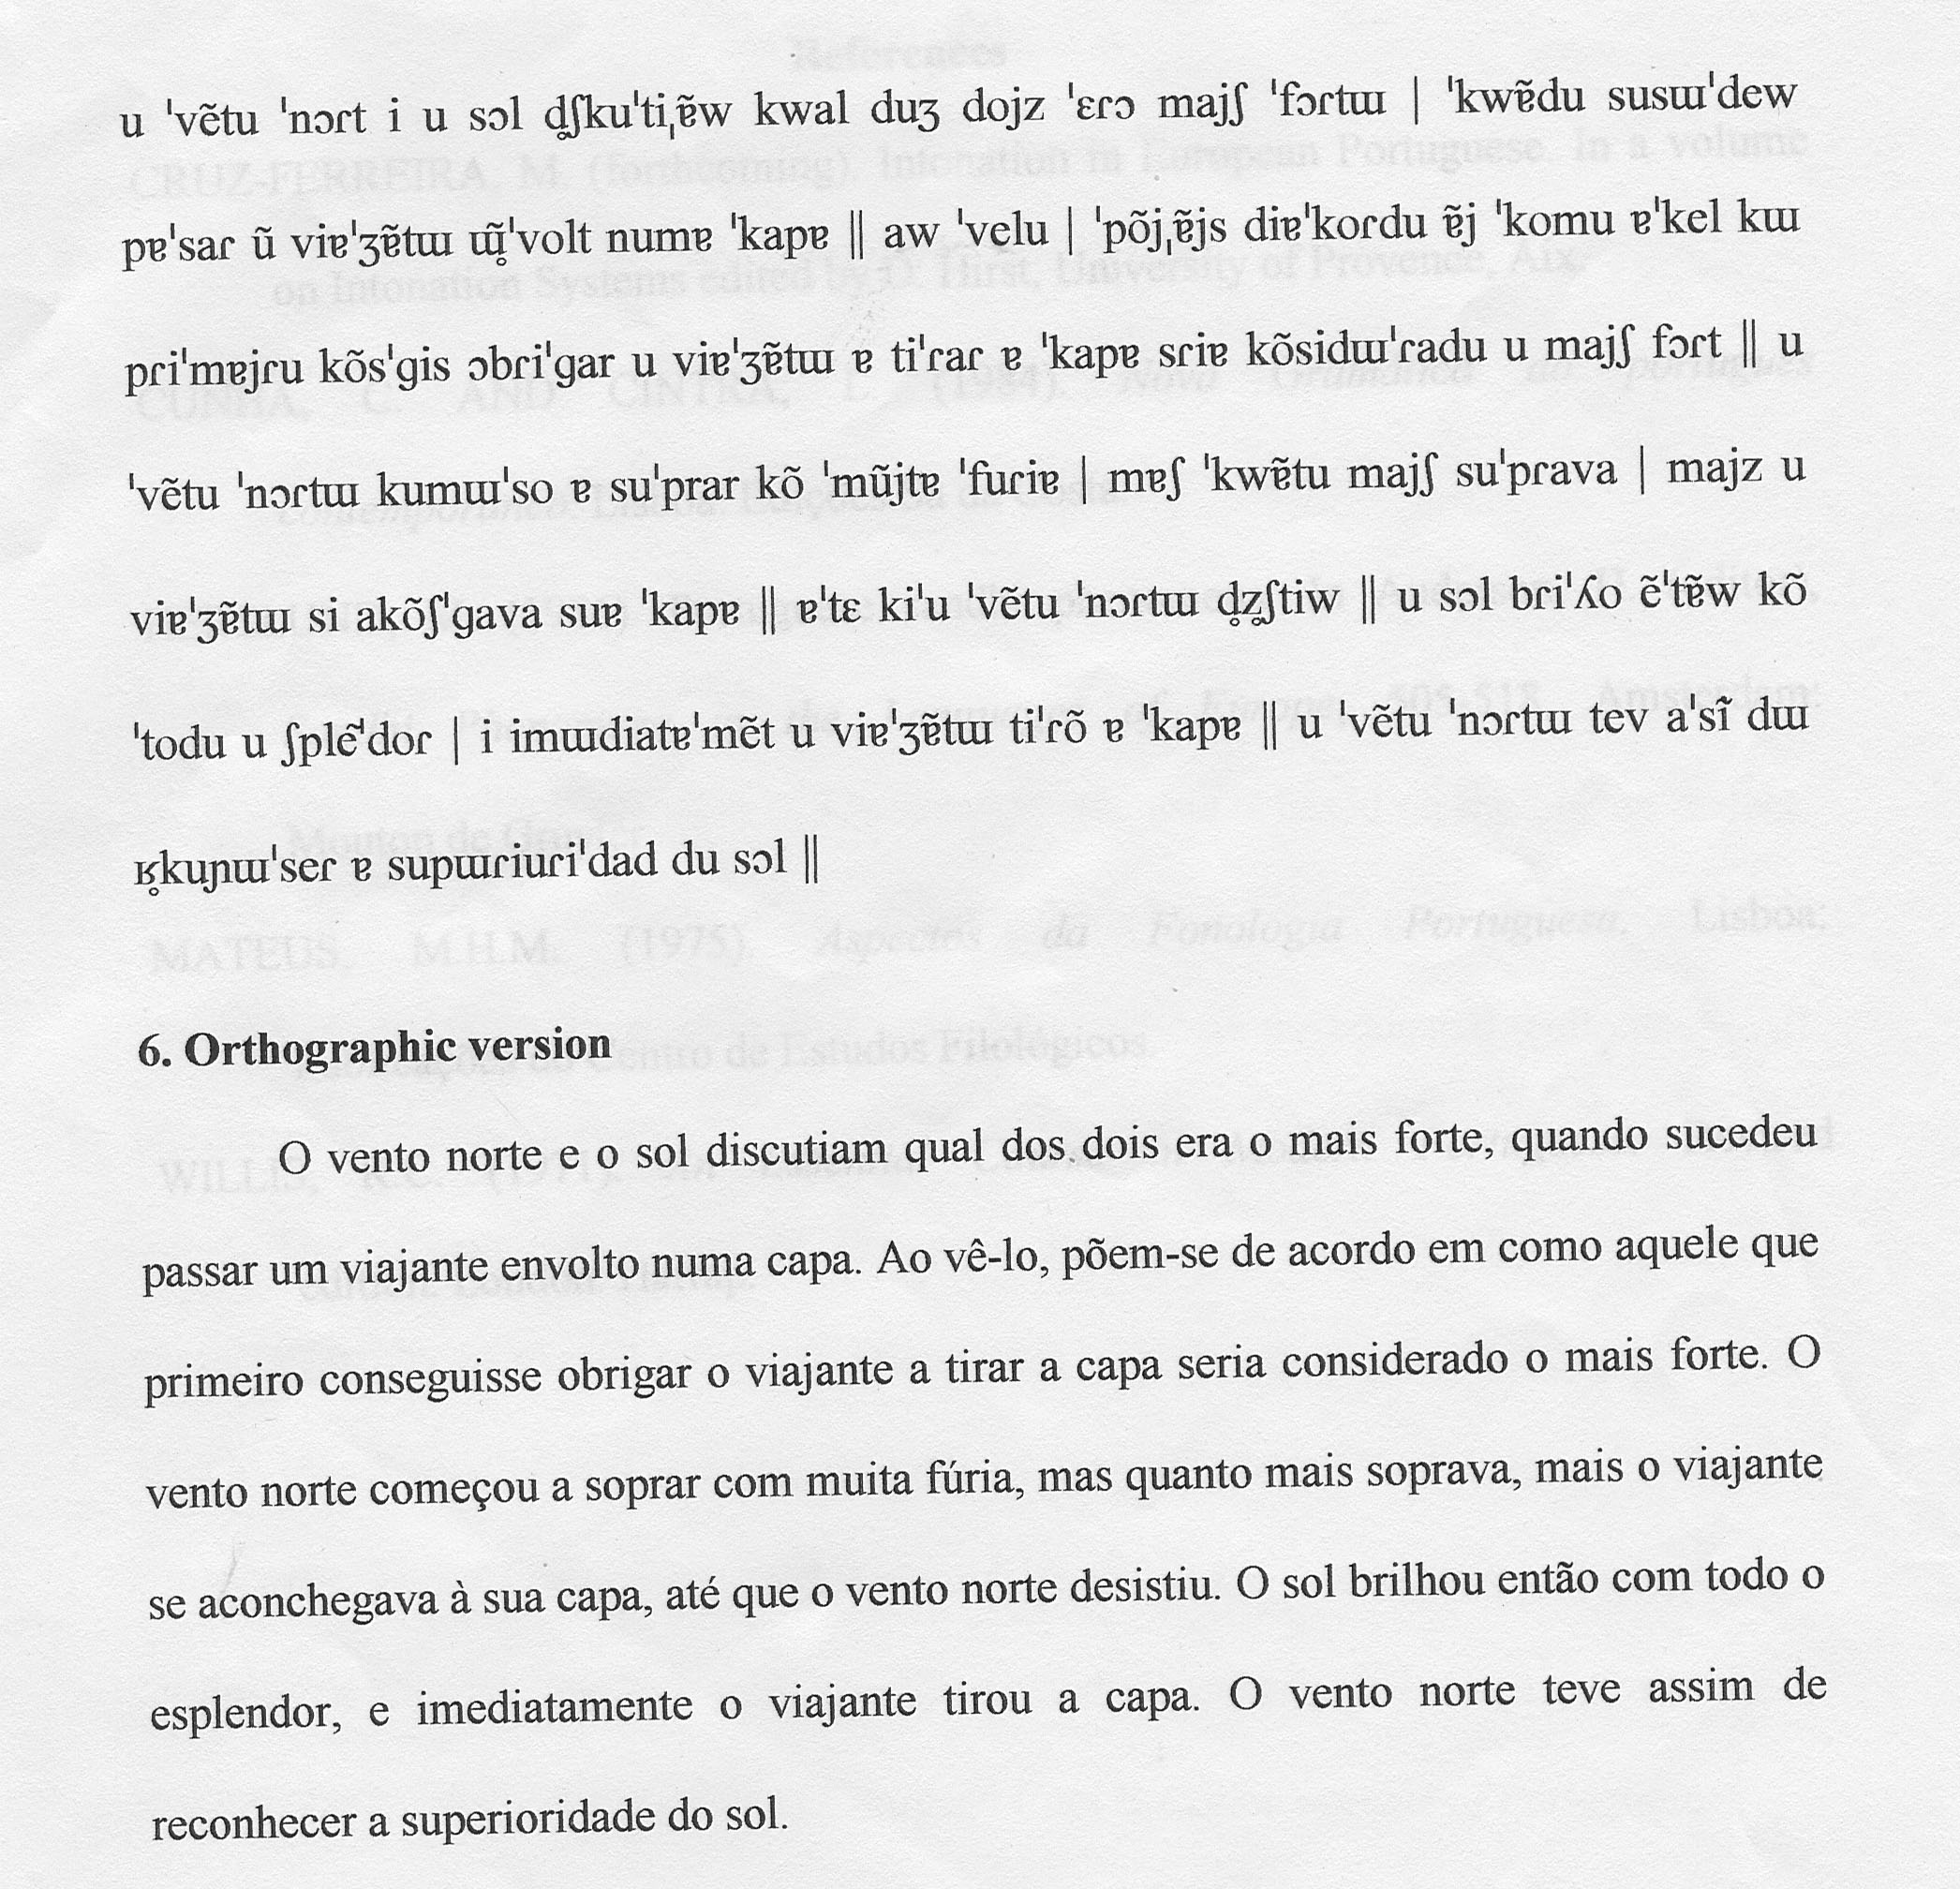 u ˈvẽtu ˈnɔɾt i u sɔl d̥ʃkuˈtiˌɐ̃w kwal duʒ dojz ˈɛɾɔ majʃ ˈfɔɾtɯ | ˈkwɐ̃du susɯˈdew
pɐˈsaɾ ũ viɐˈʒɐ̃tɯ ɯ̥̃ˈvolt numɐ ˈkapɐ || aw ˈvelu | ˈpõjˌɐ̃js diɐˈkoɾdu ɐ̃j ˈkomu ɐˈkel kɯ
pɾiˈmɐjɾu kõsˈgis ɔbɾiˈgaɾ u viɐˈʒɐ̃tɯ ɐ tiˈɾaɾ ɐ ˈkapɐ sɾiɐ kõsidɯˈɾadu u majʃ fɔɾt || u
ˈvẽtu ˈnɔɾtɯ kumɯˈso ɐ suˈpɾaɾ kõ ˈmũjtɐ ˈfuɾiɐ | mɐʃ ˈkwɐ̃tu majʃ suˈpɾava | majz u
viɐˈʒɐ̃tɯ si akõʃˈgava suɐ ˈkapɐ || ɐˈtɛ kiˈu ˈvẽtu ˈnɔɾtɯ d̥z̥ʃtiw || u sɔl bɾiˈʎo ẽˈtɐ̃w kõ
ˈtodu u ʃplẽˈdoɾ | i imɯdiatɐˈmẽt u viɐˈʒɐ̃tɯ tiˈɾõ ɐ ˈkapɐ || u ˈvẽtu ˈnɔɾtɯ tev aˈsĩ dɯ
ʁ̥kuɲɯˈseɾ ɐ supɯɾiuɾiˈdad du sɔl ||
6. Orthographic version
O vento norte e o sol discutiam qual dos dois era o mais forte, quando sucedeu
passar um viajante envolto numa capa. Ao vê-lo, põem-se de acordo em como aquele que
primeiro conseguisse obrigar o viajante a tirar a capa seria considerado o mais forte. O
vento norte começou a soprar com muita fúria, mas quanto mais soprava, mais o viajante
se aconchegava à sua capa, até que o vento norte desistiu. O sol brilhou então com todo o
esplendor, e imediatamente o viajante tirou a capa. O vento norte teve assim de
reconhecer a superioridade do sol.